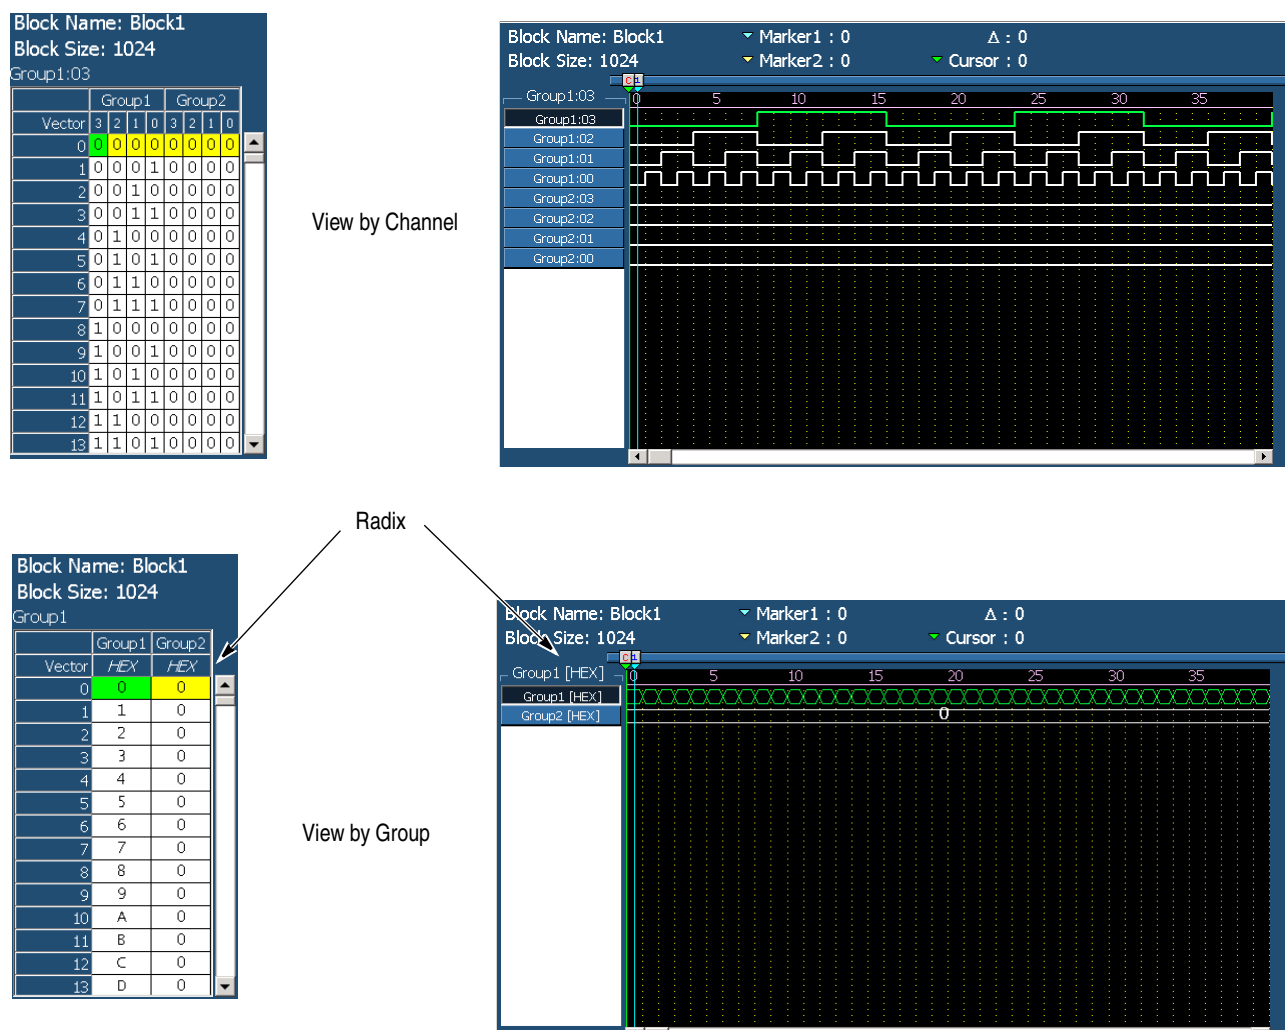 Block Name: Block1
Block Size: 1024
Group1:03
Group1 Group2
Vector 3 2 1 0 3 2 1 0
0 0 0 0 0 0 0 0 0
1 0 0 0 1 0 0 0 0
2 0 0 1 0 0 0 0 0
3 0 0 1 1 0 0 0 0
4 0 1 0 0 0 0 0 0
5 0 1 0 1 0 0 0 0
6 0 1 1 0 0 0 0 0
7 0 1 1 1 0 0 0 0
8 1 0 0 0 0 0 0 0
9 1 0 0 1 0 0 0 0
10 1 0 1 0 0 0 0 0
11 1 0 1 1 0 0 0 0
12 1 1 0 0 0 0 0 0
13 1 1 0 1 0 0 0 0
View by Channel
Block Name: Block1 Marker1 : 0 Δ : 0
Block Size: 1024 Marker2 : 0 Cursor : 0
C 1
Group1:03 0 5 10 15 20 25 30 35
Group1:03
Group1:02
Group1:01
Group1:00
Group2:03
Group2:02
Group2:01
Group2:00
Radix
Block Name: Block1
Block Size: 1024
Group1
Group1 Group2
Vector HEX HEX
0 0 0
1 1 0
2 2 0
3 3 0
4 4 0
5 5 0
6 6 0
7 7 0
8 8 0
9 9 0
10 A 0
11 B 0
12 C 0
13 D 0
View by Group
Block Name: Block1 Marker1 : 0 Δ : 0
Block Size: 1024 Marker2 : 0 Cursor : 0
C 1
Group1 [HEX] 0 5 10 15 20 25 30 35
Group1 [HEX]
Group2 [HEX] 0